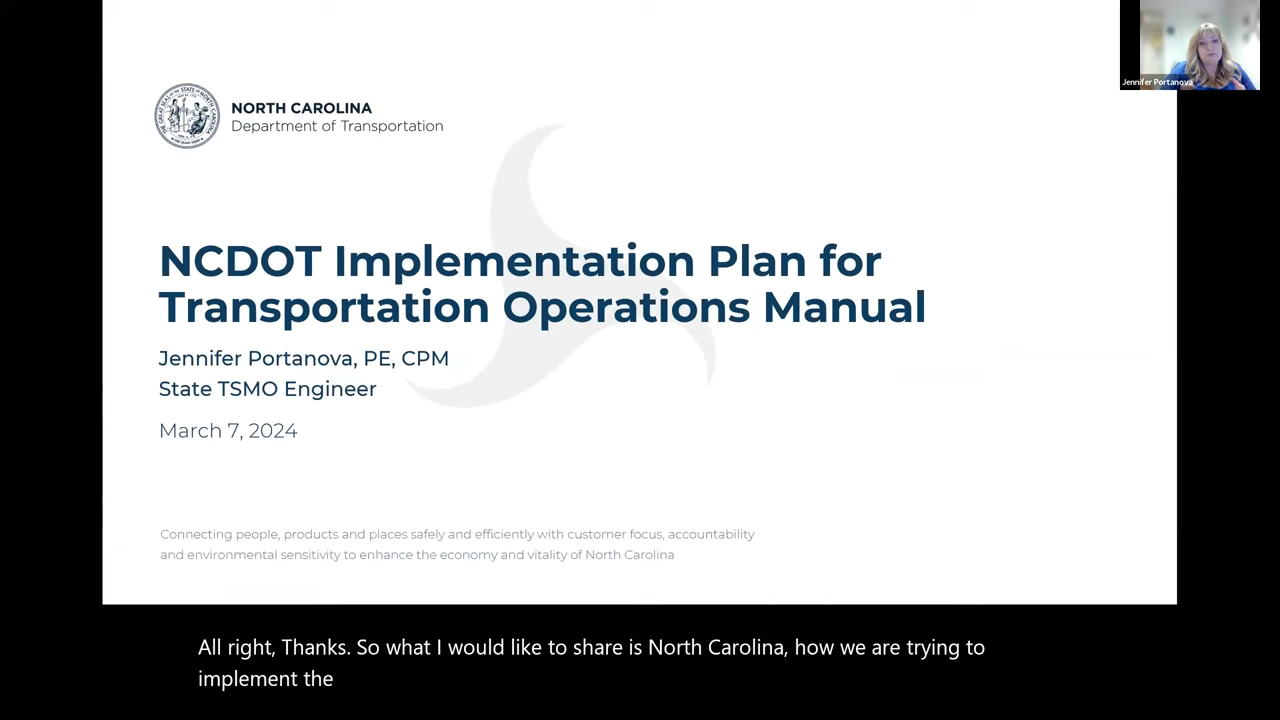 Jennifer Portanova
NORTH CAROLINA
Department of Transportation
NCDOT Implementation Plan for
Transportation Operations Manual
Jennifer Portanova, PE, CPM
State TSMO Engineer
March 7, 2024
Connecting people, products and places safely and efficiently with customer focus, accountability
and environmental sensitivity to enhance the economy and vitality of North Carolina
All right, Thanks. So what I would like to share is North Carolina, how we are trying to
implement the